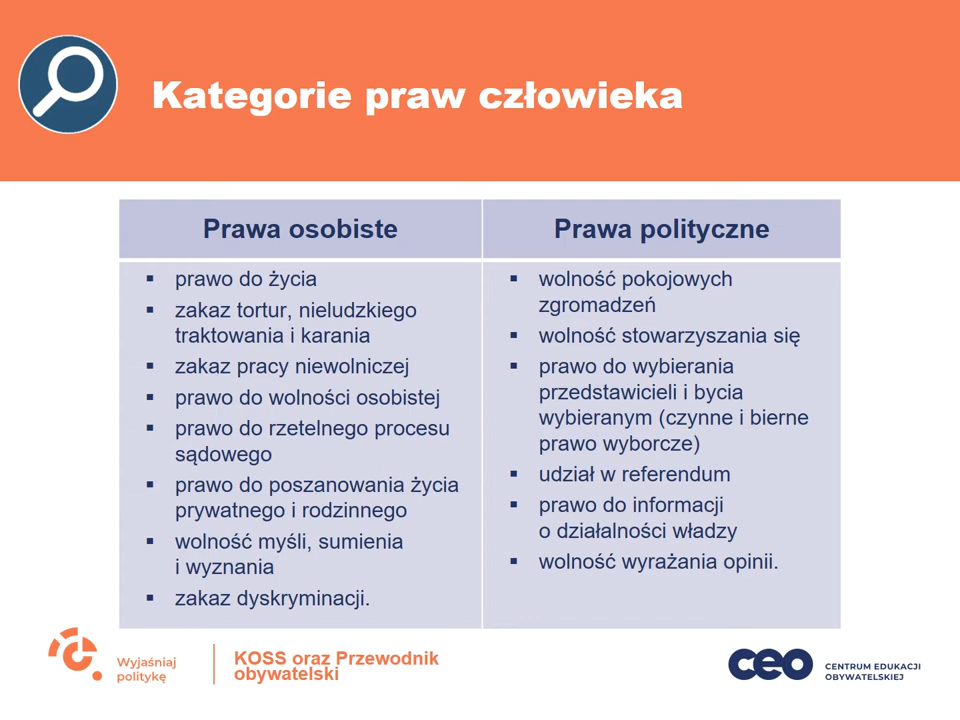 Kategorie praw człowieka
Prawa osobiste
▪ prawo do życia
▪ zakaz tortur, nieludzkiego
traktowania i karania
▪ zakaz pracy niewolniczej
▪ prawo do wolności osobistej
▪ prawo do rzetelnego procesu
sądowego
▪ prawo do poszanowania życia
prywatnego i rodzinnego
▪ wolność myśli, sumienia
i wyznania
▪ zakaz dyskryminacji.
Prawa polityczne
▪ wolność pokojowych
zgromadzeń
▪ wolność stowarzyszania się
▪ prawo do wybierania
przedstawicieli i bycia
wybieranym (czynne i bierne
prawo wyborcze)
▪ udział w referendum
▪ prawo do informacji
o działalności władzy
▪ wolność wyrażania opinii.
Wyjaśniaj
politykę
KOSS oraz Przewodnik
obywatelski
ceo
CENTRUM EDUKACJI
OBYWATELSKIEJ